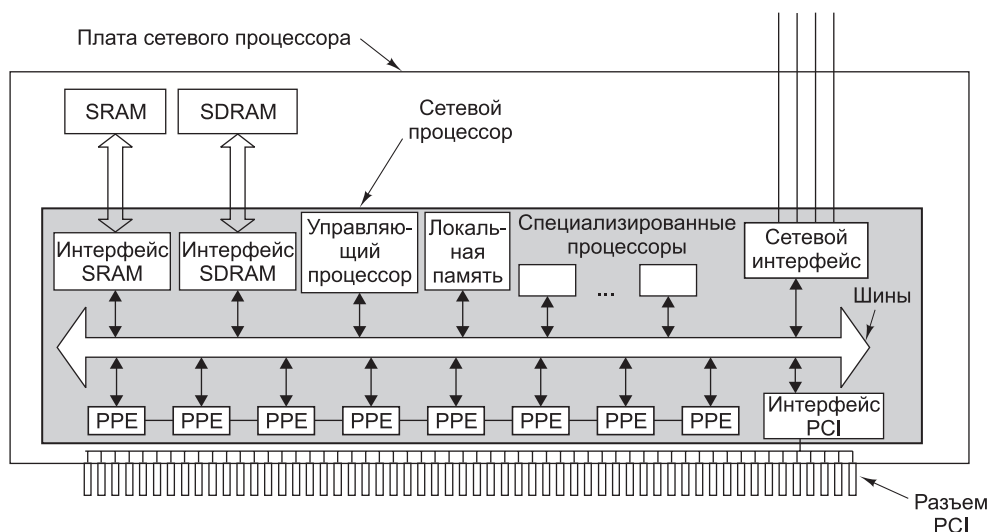 Плата сетевого процессора
SRAM
SDRAM
Сетевой
процессор
Интерфейс
SRAM
Интерфейс
SDRAM
Управляю-
щий
процессор
Локаль-
ная
память
Специализированные
процессоры
...
Сетевой
интерфейс
Шины
PPE
PPE
PPE
PPE
PPE
PPE
PPE
PPE
Интерфейс
PCI
Разъем
PCI